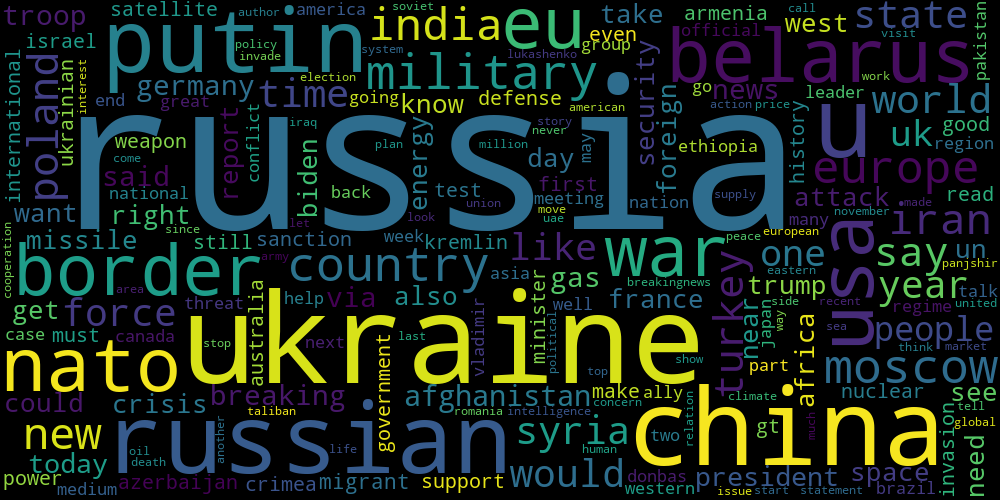 troop
satellite
author
america
soviet
india
eu
take
armenia
call
state
israel
putin
policy
invade
system
lukashenko
even
group
west
official
visit
belarus
pakistan
germany
military
international
poland
ukrainian
interest
end
great
election
time
going
know
defense
american
security
go
news
leader
work
world
russia
weapon
report
conflict
iraq
plan
story
never
million
action
price
history
u
uk
good
region
said
come
biden
back
energy
test
day
may
foreign
ethiopia
europe
national
first
meeting
nation
supply
attack
read
want
right
let
look
union
move
uae
many
november
made
iran
since
cooperation
missile
still
sanction
week
kremlin
like
war
peace
european
one
usa
say
un
panjshir
army
border
area
country
asia
gas
breakingnews
eastern
trump
year
talk
united
get
force
threat
australia
help
via
also
vladimir
minister
well
france
turkey
near
japan
side
way
recent
regime
people
case
must
canada
stop
ukraine
next
last
political
show
africa
sea
think
market
nato
part
moscow
could
crisis
breaking
taliban
government
afghanistan
top
concern
make
ally
climate
nuclear
see
new
another
russian
romania
intelligence
syria
human
china
relation
two
gt
much
invasion
tell
global
today
oil
death
life
would
donbas
western
president
space
need
power
medium
azerbaijan
crimea
migrant
support
issue
start
statement
brazil